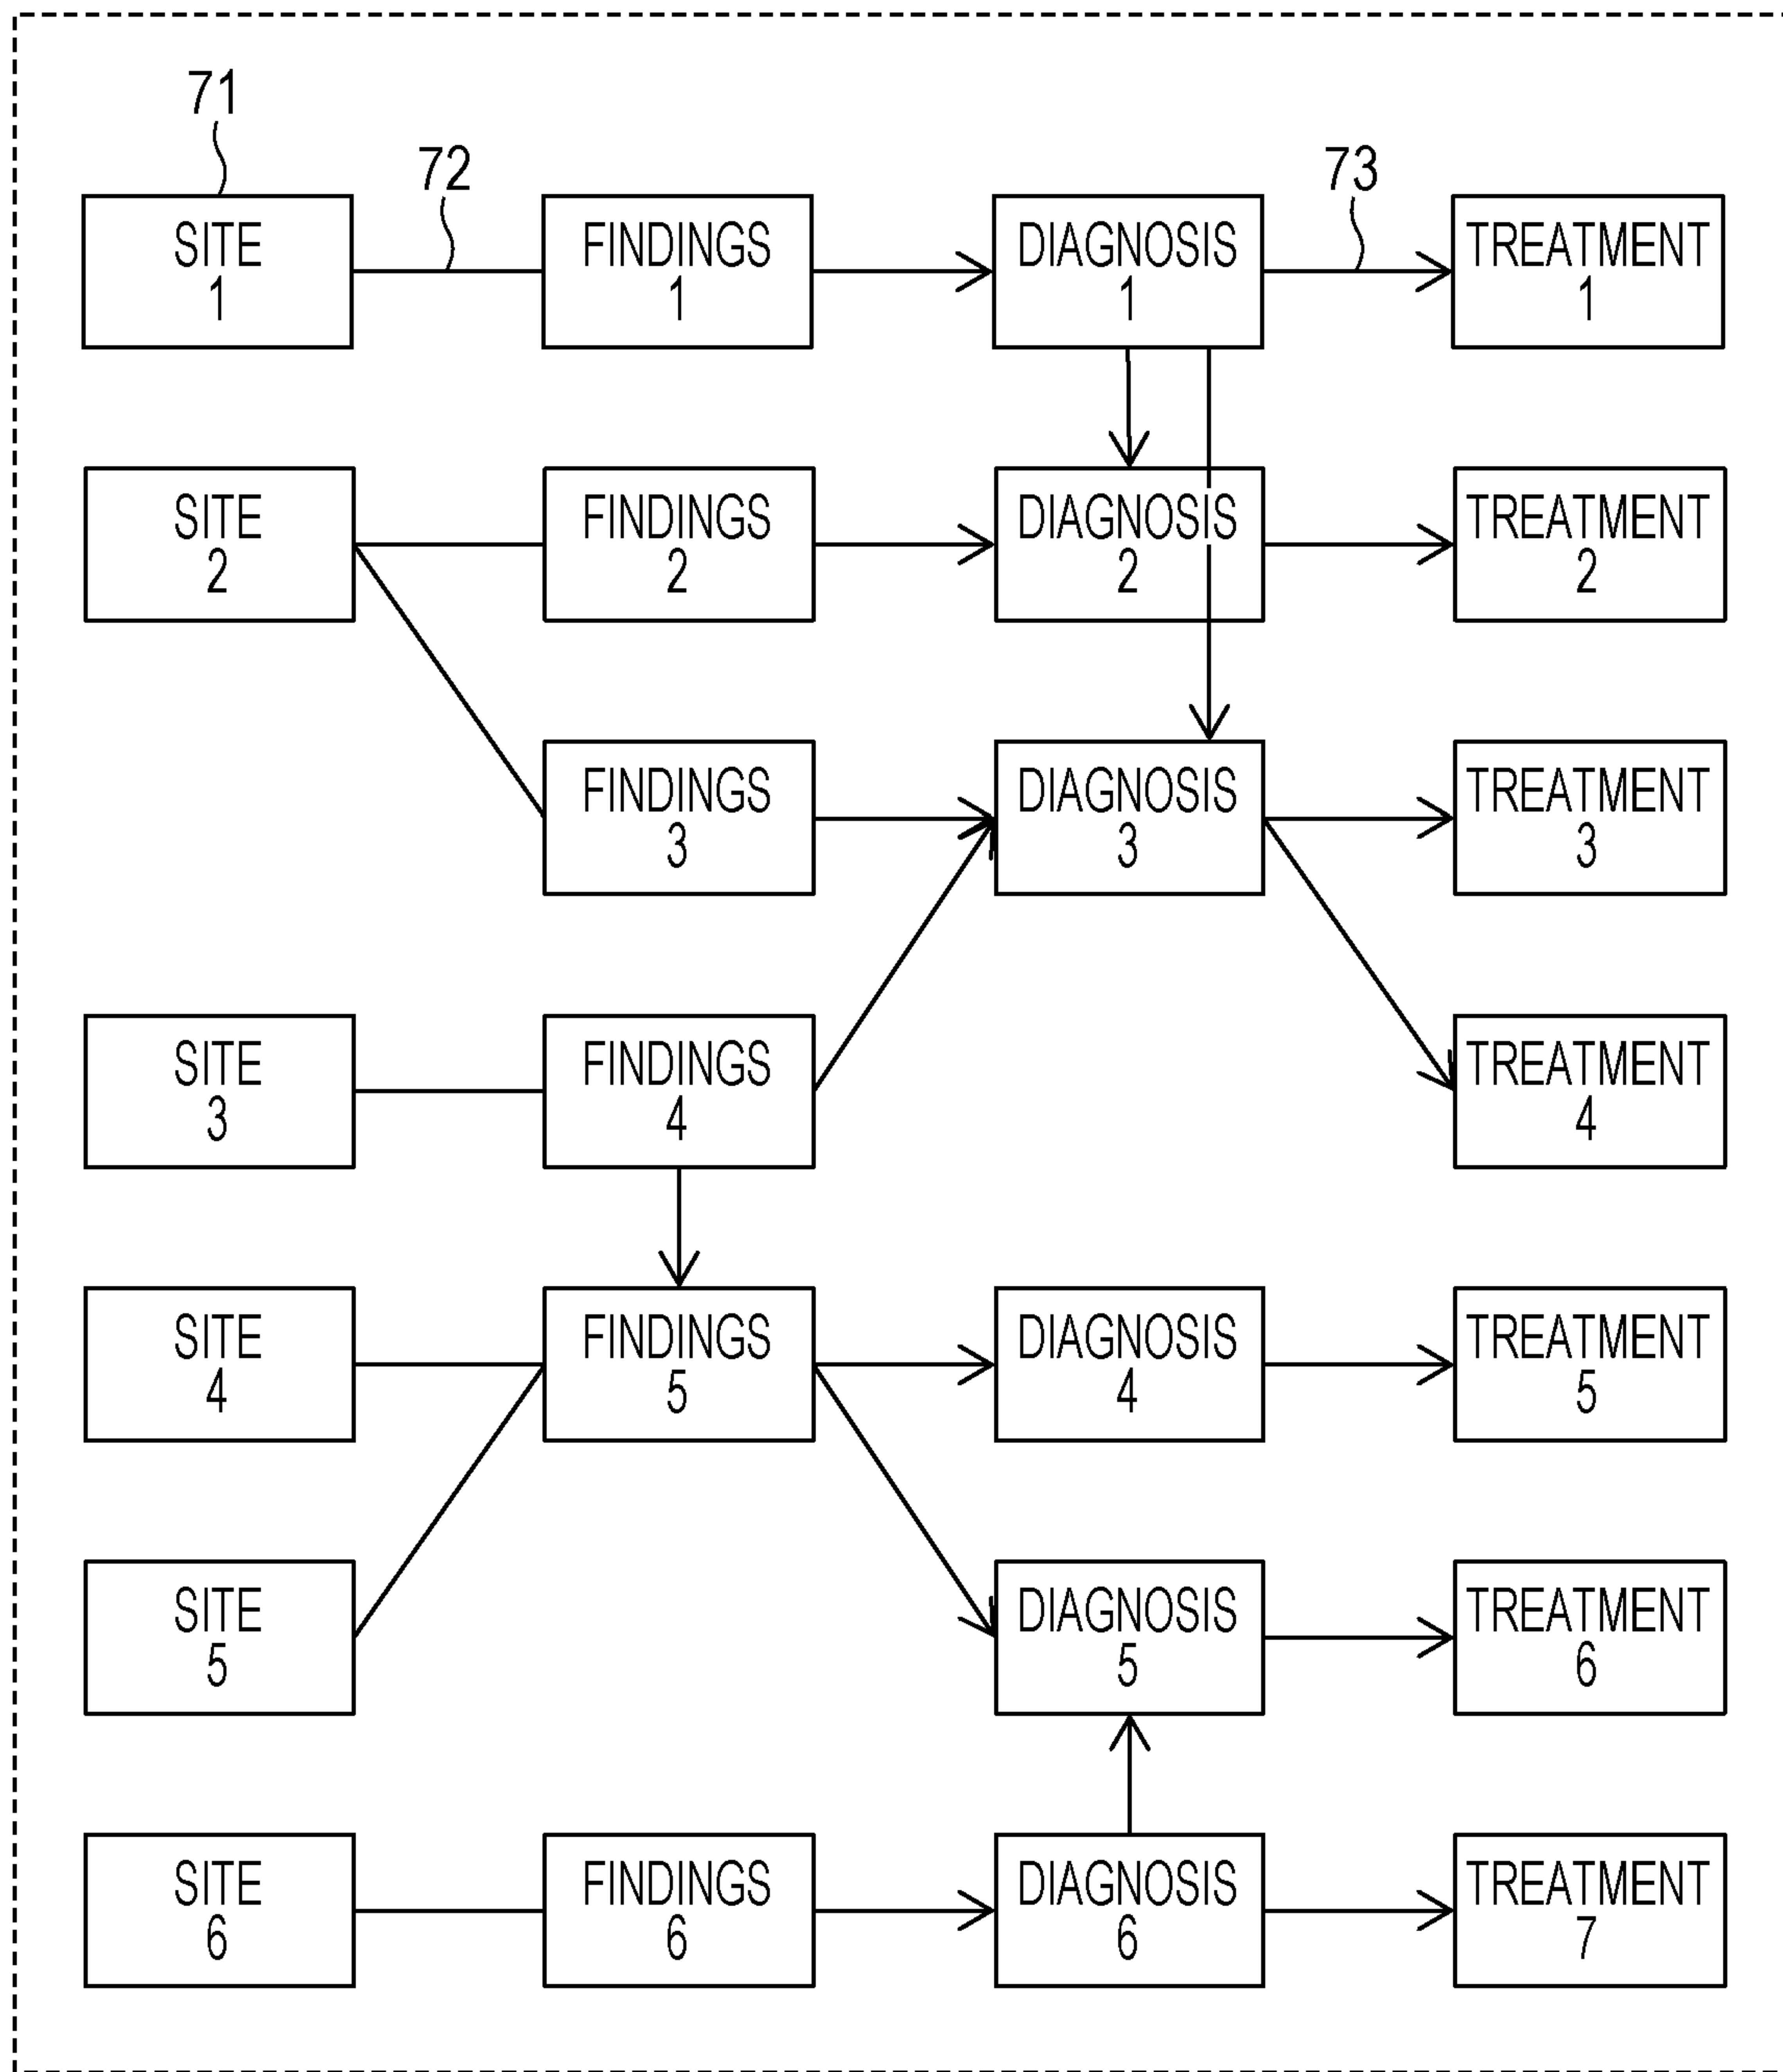 71
72
73
SITE
1
FINDINGS
1
DIAGNOSIS
1
TREATMENT
1
SITE
2
FINDINGS
2
DIAGNOSIS
2
TREATMENT
2
FINDINGS
3
DIAGNOSIS
3
TREATMENT
3
SITE
3
FINDINGS
4
TREATMENT
4
SITE
4
FINDINGS
5
DIAGNOSIS
4
TREATMENT
5
SITE
5
DIAGNOSIS
5
TREATMENT
6
SITE
6
FINDINGS
6
DIAGNOSIS
6
TREATMENT
7